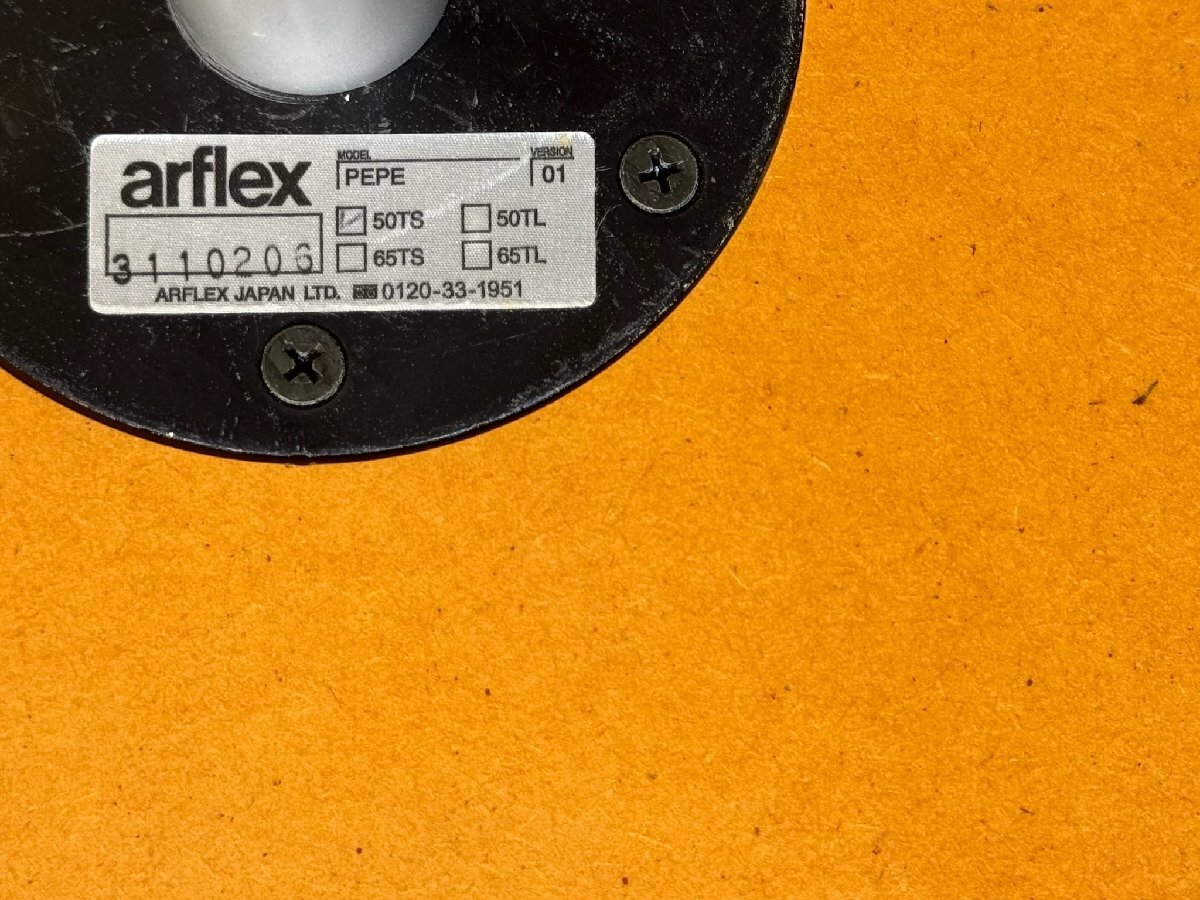 arflex
MODEL
PEPE
VERSION
01
3110206
50TS
50TL
65TS
65TL
ARFLEX JAPAN LTD. 0120-33-1951